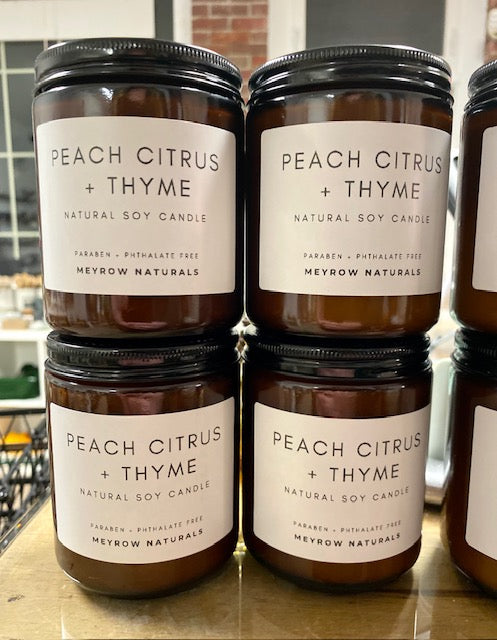 PEACH CITRUS
+ THYME
NATURAL SOY CANDLE
PARABEN + PHTHALATE FREE
MEYROW NATURALS
PEACH CITRUS
+ THYME
NATURAL SOY CANDLE
PARABEN + PHTHALATE FREE
MEYROW NATURALS
PEACH CITRUS
+ THYME
NATURAL SOY CANDLE
PARABEN + PHTHALATE FREE
MEYROW NATURALS
PEACH CITRUS
+ THYME
NATURAL SOY CANDLE
PARABEN + PHTHALATE FREE
MEYROW NATURALS